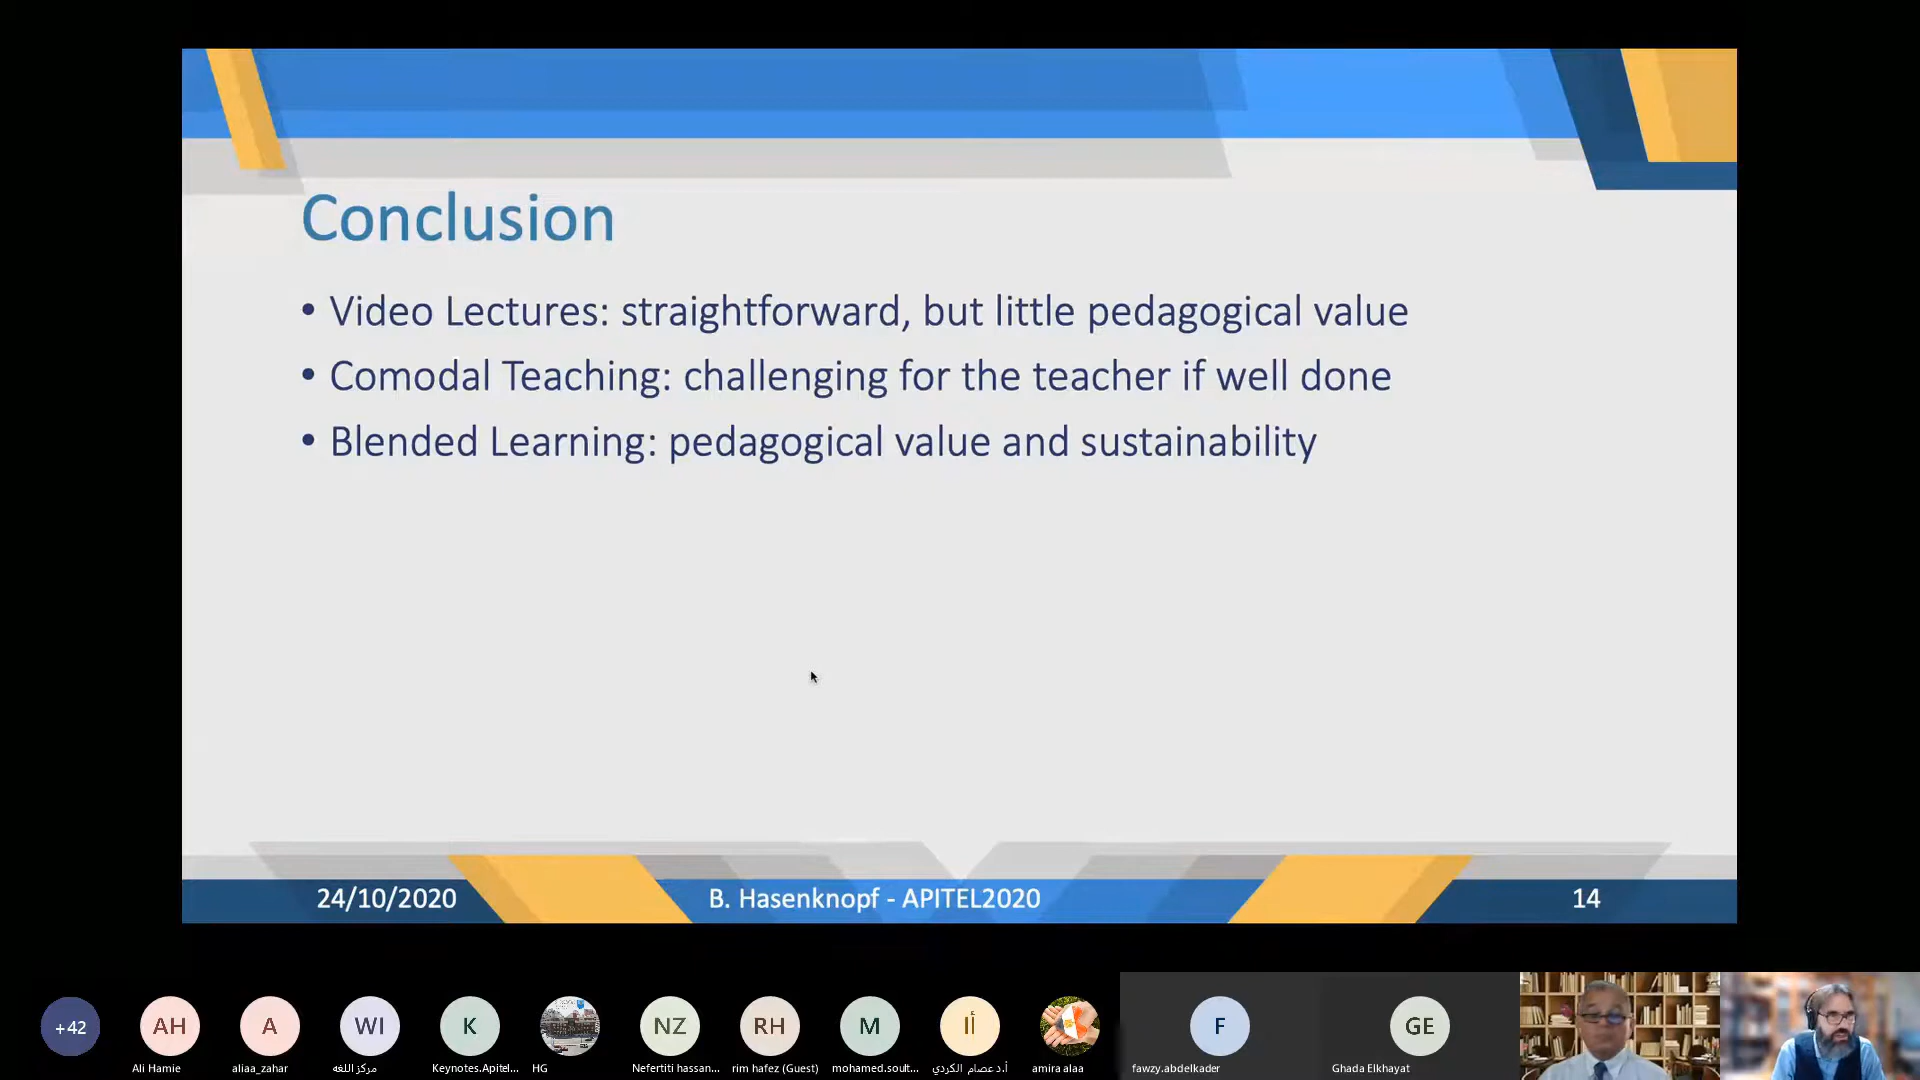 Conclusion
• Video Lectures: straightforward, but little pedagogical value
• Comodal Teaching: challenging for the teacher if well done
• Blended Learning: pedagogical value and sustainability
24/10/2020
B. Hasenknopf - APITEL2020
14
+42
AH
A
WI
K
NZ
RH
M
أا
F
GE
Ali Hamie
aliaa_zahar
مركز اللغه
Keynotes.Apitel...
HG
Nefertiti hassan...
rim hafez (Guest)
mohamed.soult...
أ.د عصام الكردي
amira alaa
fawzy.abdelkader
Ghada Elkhayat